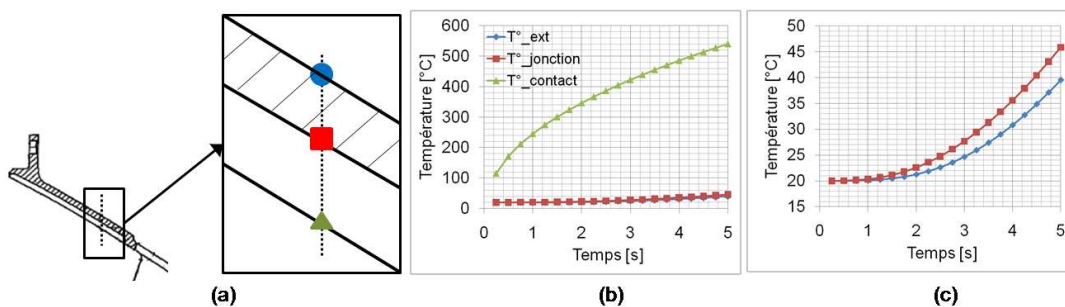 600
500
400
300
200
100
0
Température [°C]
T°_ext
T°_jonction
T°_contact
0 1 2 3 4 5
Temps [s]
50
45
40
35
30
25
20
15
Température [°C]
0 1 2 3 4 5
Temps [s]
(a) (b) (c)